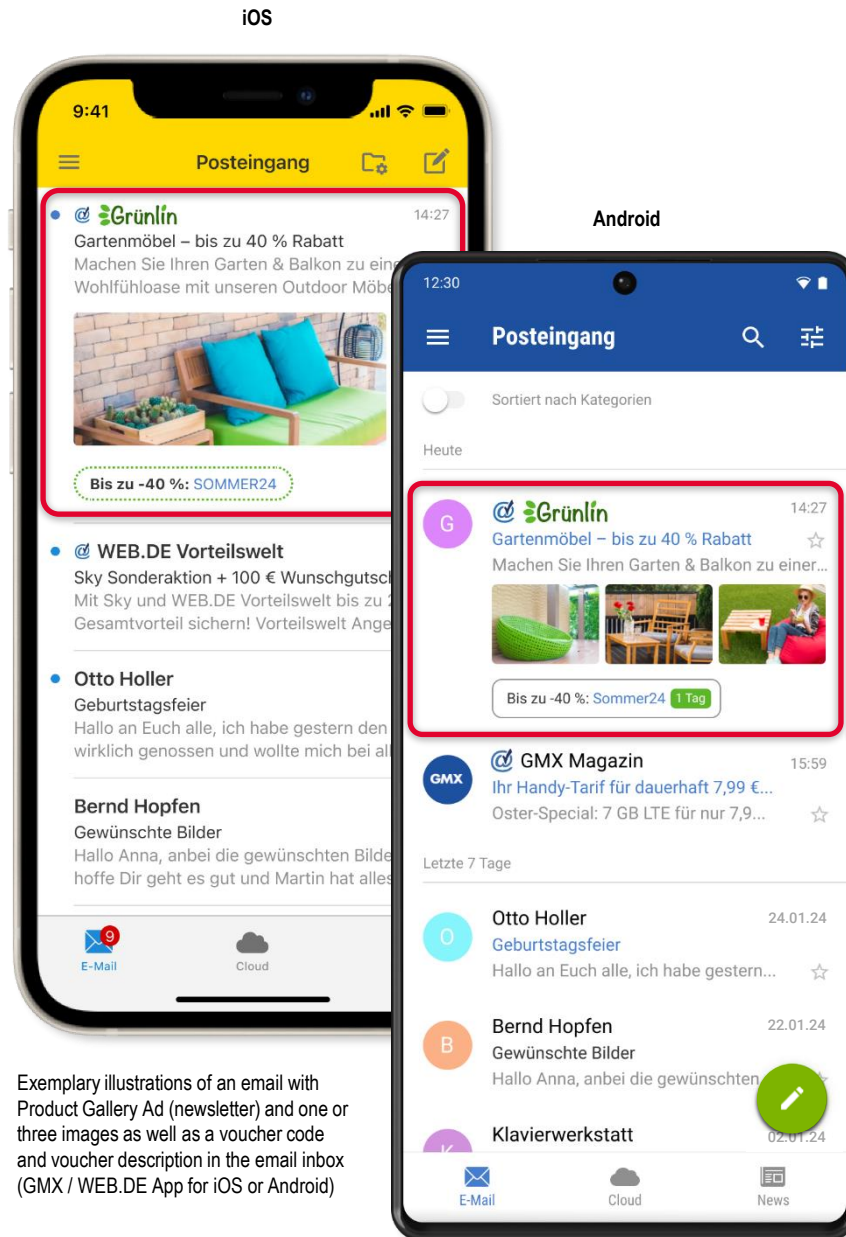 iOS
9:41
Posteingang
@ Grünlín
14:27
Gartenmöbel – bis zu 40 % Rabatt
Machen Sie Ihren Garten & Balkon zu eine
Wohlfühloase mit unseren Outdoor Möbe
Bis zu -40 %: SOMMER24
@ WEB.DE Vorteilswelt
Sky Sonderaktion + 100 € Wunschgutsch
Mit Sky und WEB.DE Vorteilswelt bis zu 2
Gesamtvorteil sichern! Vorteilswelt Ange
Otto Holler
Geburtstagsfeier
Hallo an Euch alle, ich habe gestern den
wirklich genossen und wollte mich bei all
Bernd Hopfen
Gewünschte Bilder
Hallo Anna, anbei die gewünschten Bilde
hoffe Dir geht es gut und Martin hat alles
9
E-Mail
Cloud
Android
12:30
Posteingang
Sortiert nach Kategorien
Heute
G
@ Grünlín
14:27
Gartenmöbel – bis zu 40 % Rabatt
Machen Sie Ihren Garten & Balkon zu einer...
Bis zu -40 %: Sommer24 1 Tag
GMX
@ GMX Magazin
15:59
Ihr Handy-Tarif für dauerhaft 7,99 €...
Oster-Special: 7 GB LTE für nur 7,9...
Letzte 7 Tage
O
Otto Holler
24.01.24
Geburtstagsfeier
Hallo an Euch alle, ich habe gestern...
B
Bernd Hopfen
22.01.24
Gewünschte Bilder
Hallo Anna, anbei die gewünschten
K
Klavierwerkstatt
02.01.24
E-Mail
Cloud
News
Exemplary illustrations of an email with
Product Gallery Ad (newsletter) and one or
three images as well as a voucher code
and voucher description in the email inbox
(GMX / WEB.DE App for iOS or Android)